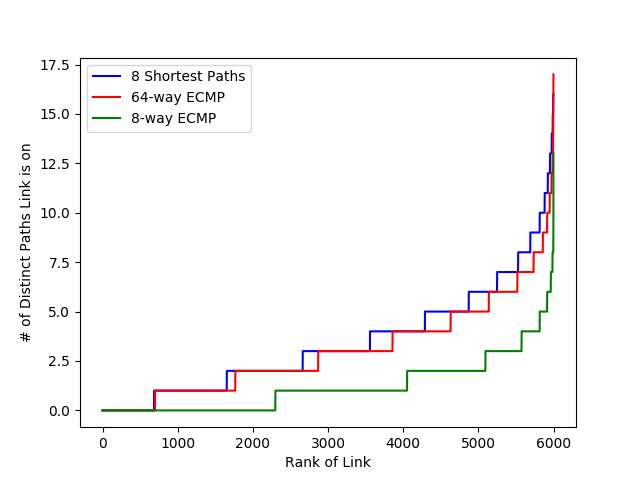 17.5
15.0
12.5
10.0
7.5
5.0
2.5
0.0
# of Distinct Paths Link is on
8 Shortest Paths
64-way ECMP
8-way ECMP
0 1000 2000 3000 4000 5000 6000
Rank of Link